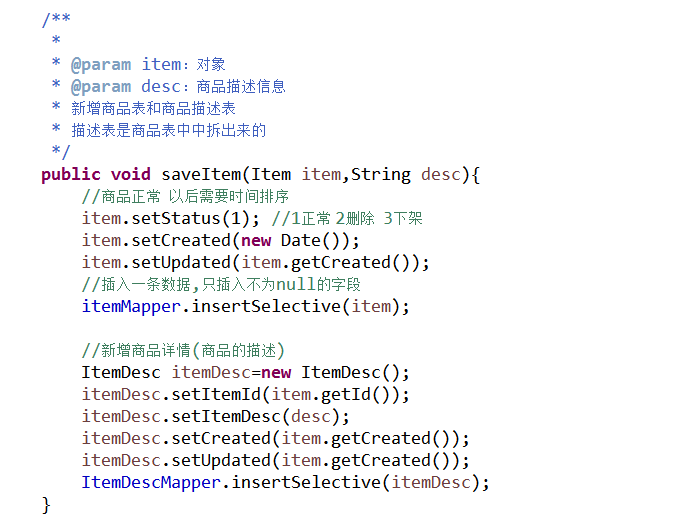 /**
 *
 * @param item：对象
 * @param desc：商品描述信息
 * 新增商品表和商品描述表
 * 描述表是商品表中中拆出来的
 */
public void saveItem(Item item,String desc){
    //商品正常 以后需要时间排序
    item.setStatus(1); //1正常 2删除 3下架
    item.setCreated(new Date());
    item.setUpdated(item.getCreated());
    //插入一条数据,只插入不为null的字段
    itemMapper.insertSelective(item);

    //新增商品详情(商品的描述)
    ItemDesc itemDesc=new ItemDesc();
    itemDesc.setItemId(item.getId());
    itemDesc.setItemDesc(desc);
    itemDesc.setCreated(item.getCreated());
    itemDesc.setUpdated(item.getCreated());
    ItemDescMapper.insertSelective(itemDesc);
}